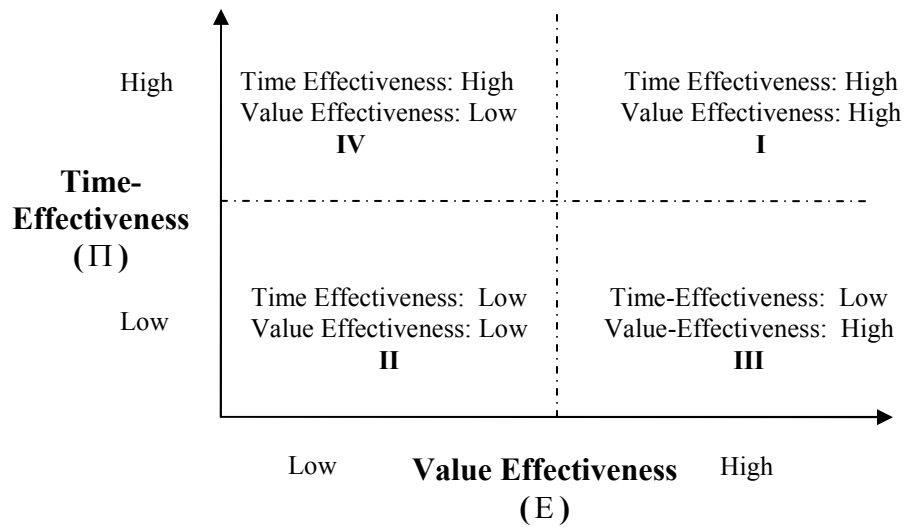 High
Time Effectiveness: High
Value Effectiveness: Low
IV
Time Effectiveness: High
Value Effectiveness: High
I
Time-
Effectiveness
(Π)
Low
Time Effectiveness: Low
Value Effectiveness: Low
II
Time-Effectiveness: Low
Value-Effectiveness: High
III
Low
Value Effectiveness
(E)
High